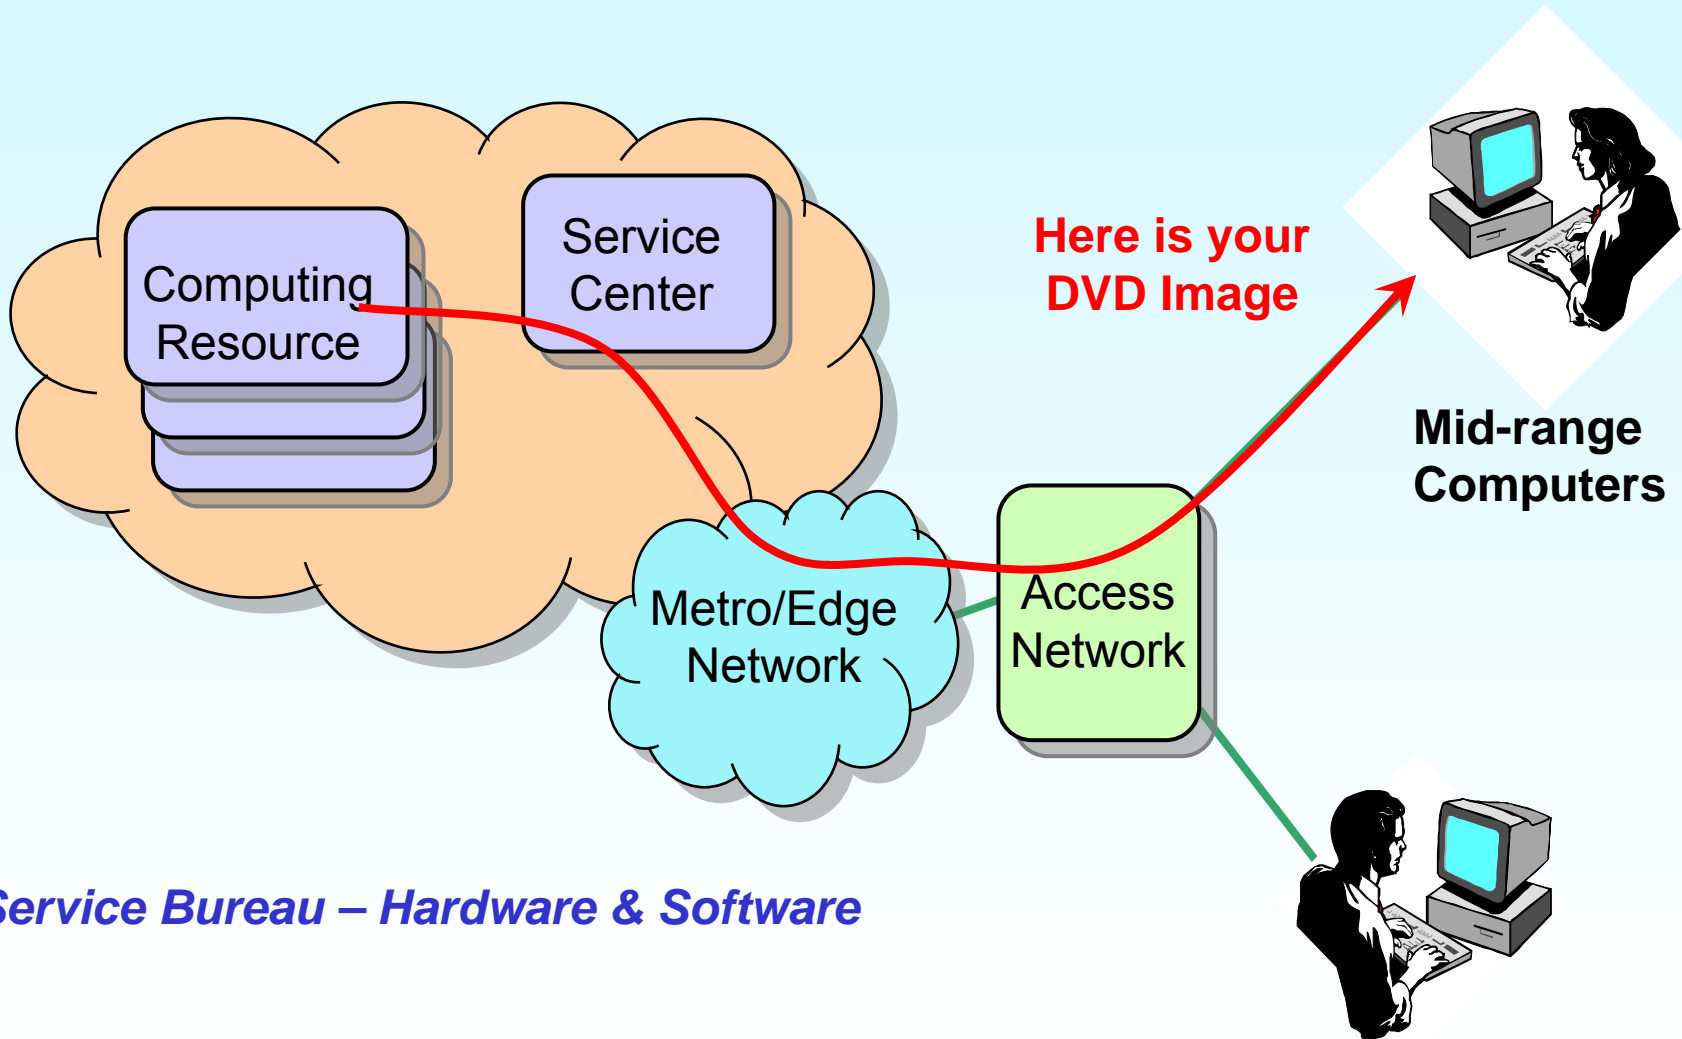 Computing
Resource
Service
Center
Here is your
DVD Image
Mid-range
Computers
Metro/Edge
Network
Access
Network
Service Bureau – Hardware & Software